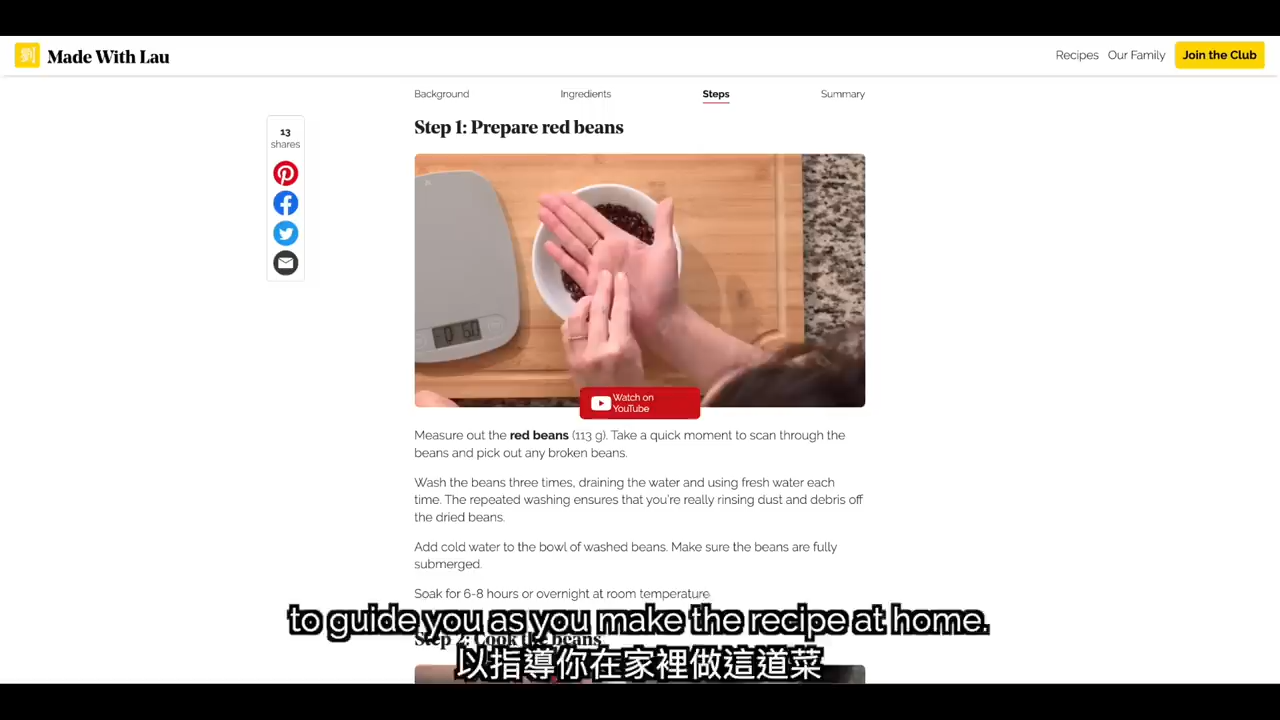 Made With Lau
Recipes Our Family Join the Club
Background Ingredients Steps Summary
Step 1: Prepare red beans
13
shares
Watch on
YouTube
Measure out the red beans (113 g). Take a quick moment to scan through the
beans and pick out any broken beans.
Wash the beans three times, draining the water and using fresh water each
time. The repeated washing ensures that you're really rinsing dust and debris off
the dried beans.
Add cold water to the bowl of washed beans. Make sure the beans are fully
submerged.
Soak for 6-8 hours or overnight at room temperature
to guide you as you make the recipe at home.
Step 2: Cook the beans
以指導你在家裡做這道菜